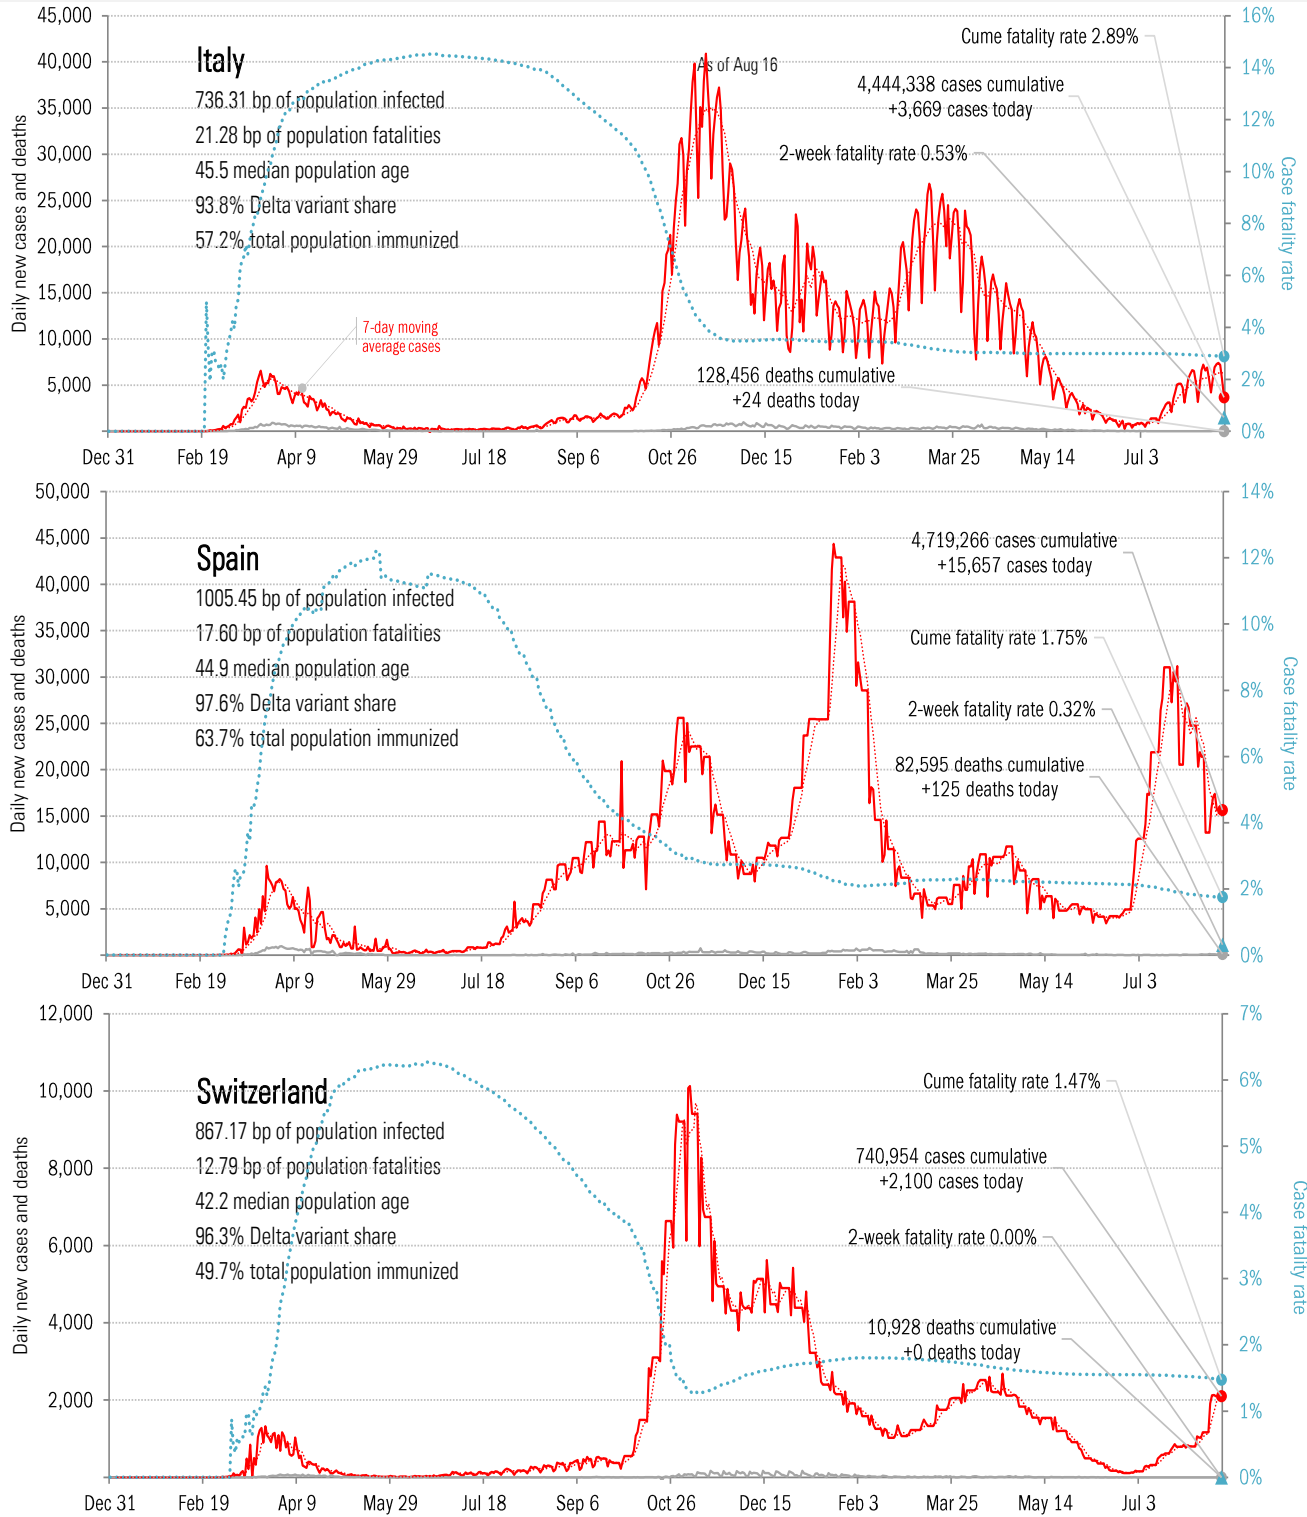 45,000
40,000
35,000
30,000
25,000
20,000
15,000
10,000
5,000
Daily new cases and deaths
16%
14%
12%
10%
8%
6%
4%
2%
0%
Case fatality rate
Italy
736.31 bp of population infected
21.28 bp of population fatalities
45.5 median population age
93.8% Delta variant share
57.2% total population immunized
As of Aug 16
Cume fatality rate 2.89%
4,444,338 cases cumulative
+3,669 cases today
2-week fatality rate 0.53%
7-day moving
average cases
128,456 deaths cumulative
+24 deaths today
Dec 31 Feb 19 Apr 9 May 29 Jul 18 Sep 6 Oct 26 Dec 15 Feb 3 Mar 25 May 14 Jul 3
50,000
45,000
40,000
35,000
30,000
25,000
20,000
15,000
10,000
5,000
Daily new cases and deaths
14%
12%
10%
8%
6%
4%
2%
0%
Case fatality rate
Spain
1005.45 bp of population infected
17.60 bp of population fatalities
44.9 median population age
97.6% Delta variant share
63.7% total population immunized
4,719,266 cases cumulative
+15,657 cases today
Cume fatality rate 1.75%
2-week fatality rate 0.32%
82,595 deaths cumulative
+125 deaths today
Dec 31 Feb 19 Apr 9 May 29 Jul 18 Sep 6 Oct 26 Dec 15 Feb 3 Mar 25 May 14 Jul 3
12,000
10,000
8,000
6,000
4,000
2,000
Daily new cases and deaths
7%
6%
5%
4%
3%
2%
1%
0%
Case fatality rate
Switzerland
867.17 bp of population infected
12.79 bp of population fatalities
42.2 median population age
96.3% Delta variant share
49.7% total population immunized
Cume fatality rate 1.47%
740,954 cases cumulative
+2,100 cases today
2-week fatality rate 0.00%
10,928 deaths cumulative
+0 deaths today
Dec 31 Feb 19 Apr 9 May 29 Jul 18 Sep 6 Oct 26 Dec 15 Feb 3 Mar 25 May 14 Jul 3